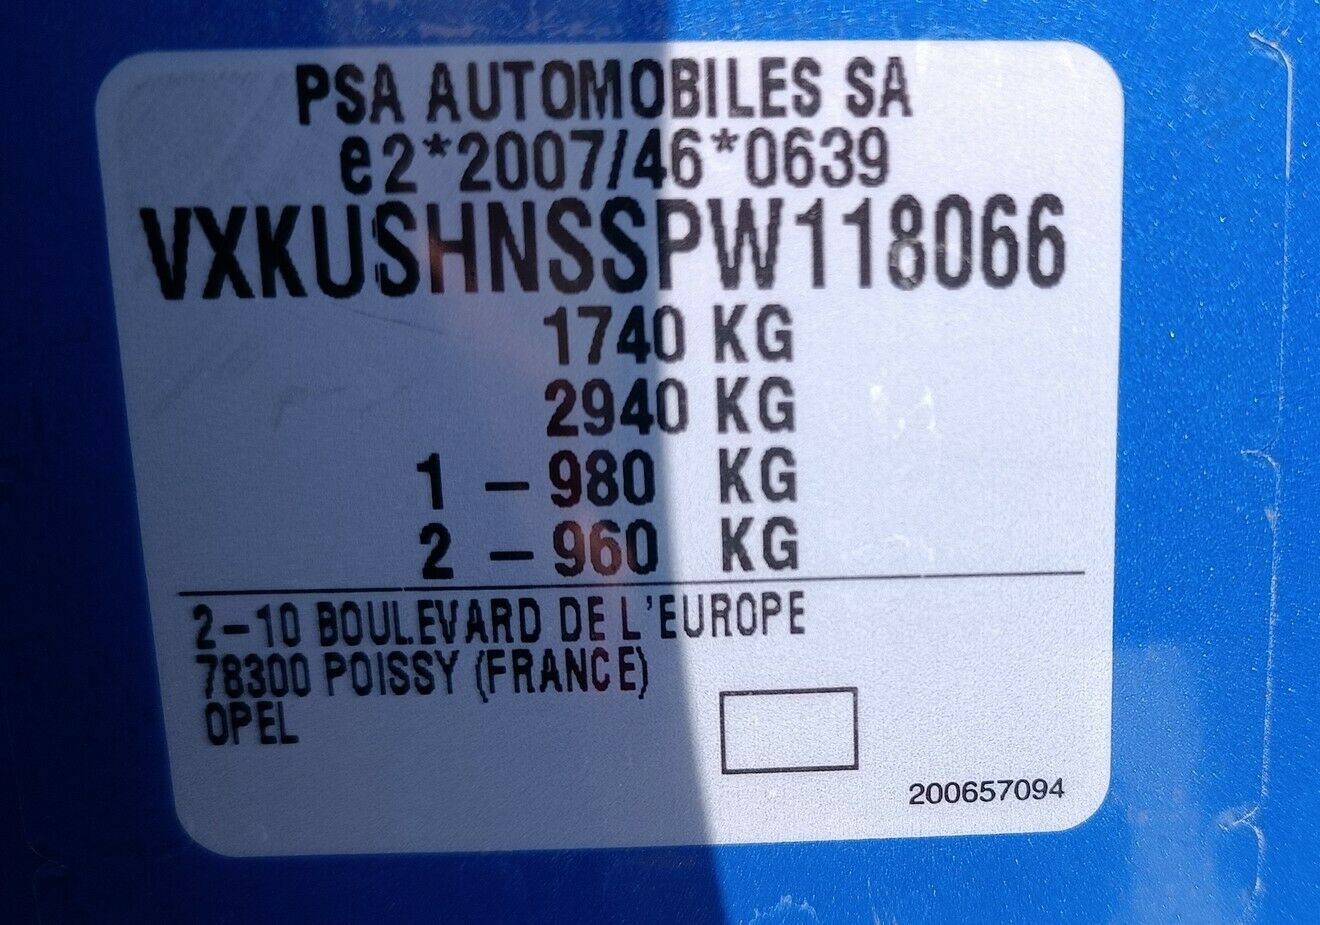 PSA AUTOMOBILES SA
e2*2007/46*0639
VXKUSHNSSPW118066
1740 KG
2940 KG
1 - 980 KG
2 - 960 KG
2-10 BOULEVARD DE L'EUROPE
78300 POISSY (FRANCE)
OPEL
200657094